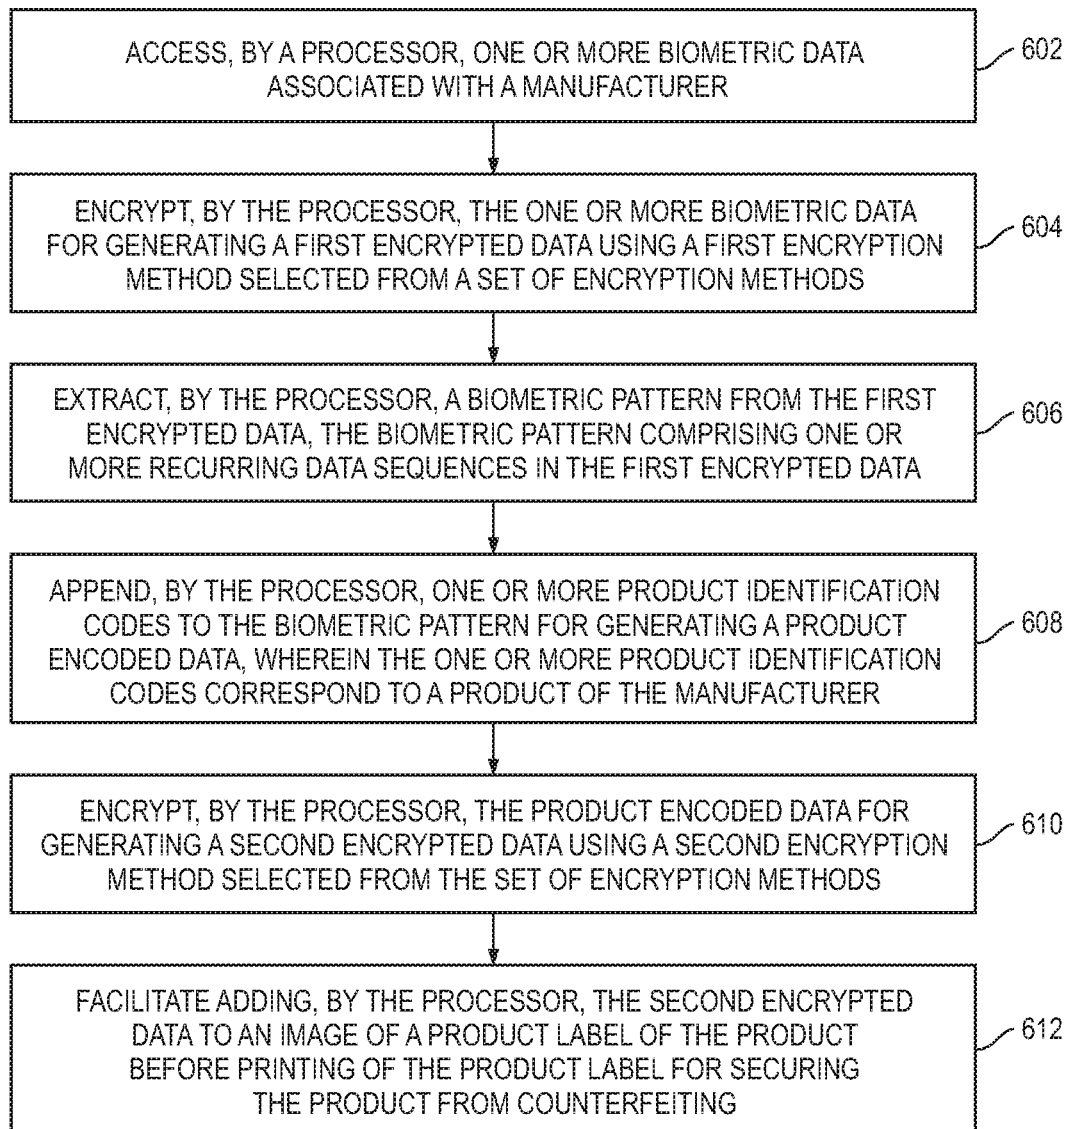 ACCESS, BY A PROCESSOR, ONE OR MORE BIOMETRIC DATA
ASSOCIATED WITH A MANUFACTURER
602
ENCRYPT, BY THE PROCESSOR, THE ONE OR MORE BIOMETRIC DATA
FOR GENERATING A FIRST ENCRYPTED DATA USING A FIRST ENCRYPTION
METHOD SELECTED FROM A SET OF ENCRYPTION METHODS
604
EXTRACT, BY THE PROCESSOR, A BIOMETRIC PATTERN FROM THE FIRST
ENCRYPTED DATA, THE BIOMETRIC PATTERN COMPRISING ONE OR
MORE RECURRING DATA SEQUENCES IN THE FIRST ENCRYPTED DATA
606
APPEND, BY THE PROCESSOR, ONE OR MORE PRODUCT IDENTIFICATION
CODES TO THE BIOMETRIC PATTERN FOR GENERATING A PRODUCT
ENCODED DATA, WHEREIN THE ONE OR MORE PRODUCT IDENTIFICATION
CODES CORRESPOND TO A PRODUCT OF THE MANUFACTURER
608
ENCRYPT, BY THE PROCESSOR, THE PRODUCT ENCODED DATA FOR
GENERATING A SECOND ENCRYPTED DATA USING A SECOND ENCRYPTION
METHOD SELECTED FROM THE SET OF ENCRYPTION METHODS
610
FACILITATE ADDING, BY THE PROCESSOR, THE SECOND ENCRYPTED
DATA TO AN IMAGE OF A PRODUCT LABEL OF THE PRODUCT
BEFORE PRINTING OF THE PRODUCT LABEL FOR SECURING
THE PRODUCT FROM COUNTERFEITING
612